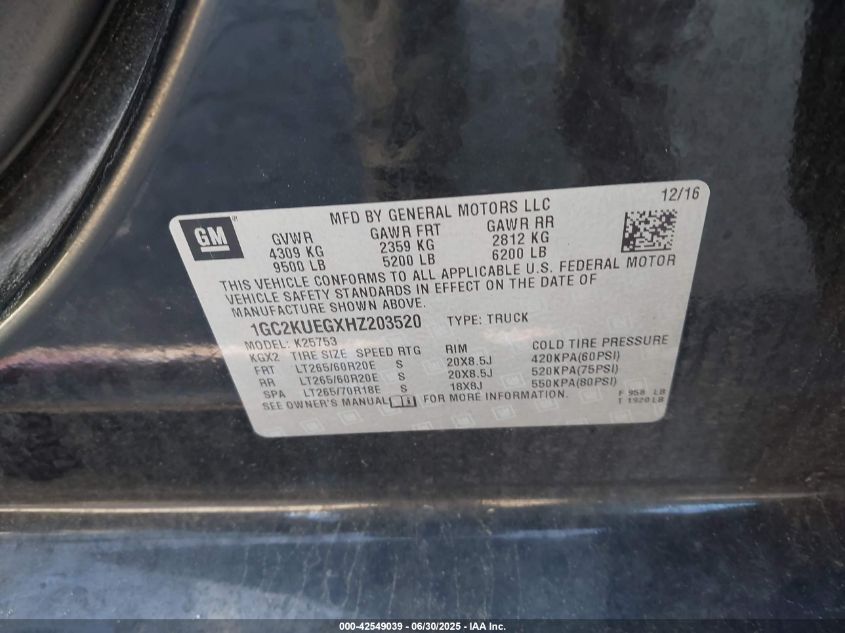 MFD BY GENERAL MOTORS LLC 12/16
GM GVWR GAWR FRT GAWR RR
4309 KG 2359 KG 2812 KG
9500 LB 5200 LB 6200 LB
THIS VEHICLE CONFORMS TO ALL APPLICABLE U.S. FEDERAL MOTOR
VEHICLE SAFETY STANDARDS IN EFFECT ON THE DATE OF
MANUFACTURE SHOWN ABOVE.
1GC2KUEGXHZ203520 TYPE: TRUCK
MODEL: K25753
KGX2 TIRE SIZE SPEED RTG RIM COLD TIRE PRESSURE
FRT LT265/60R20E S 20X8.5J 420KPA(60PSI)
RR LT265/60R20E S 20X8.5J 520KPA(75PSI)
SPA LT265/70R18E S 18X8J 550KPA(80PSI)
SEE OWNER'S MANUAL FOR MORE INFORMATION. F 958 LB
T 1920 LB
000-42549039 - 06/30/2025 - IAA Inc.